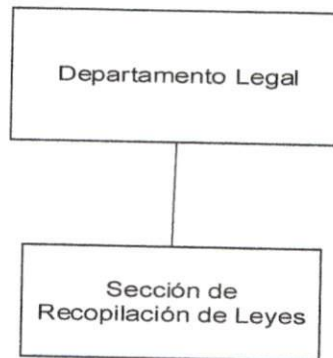 Departamento Legal
Sección de
Recopilación de Leyes